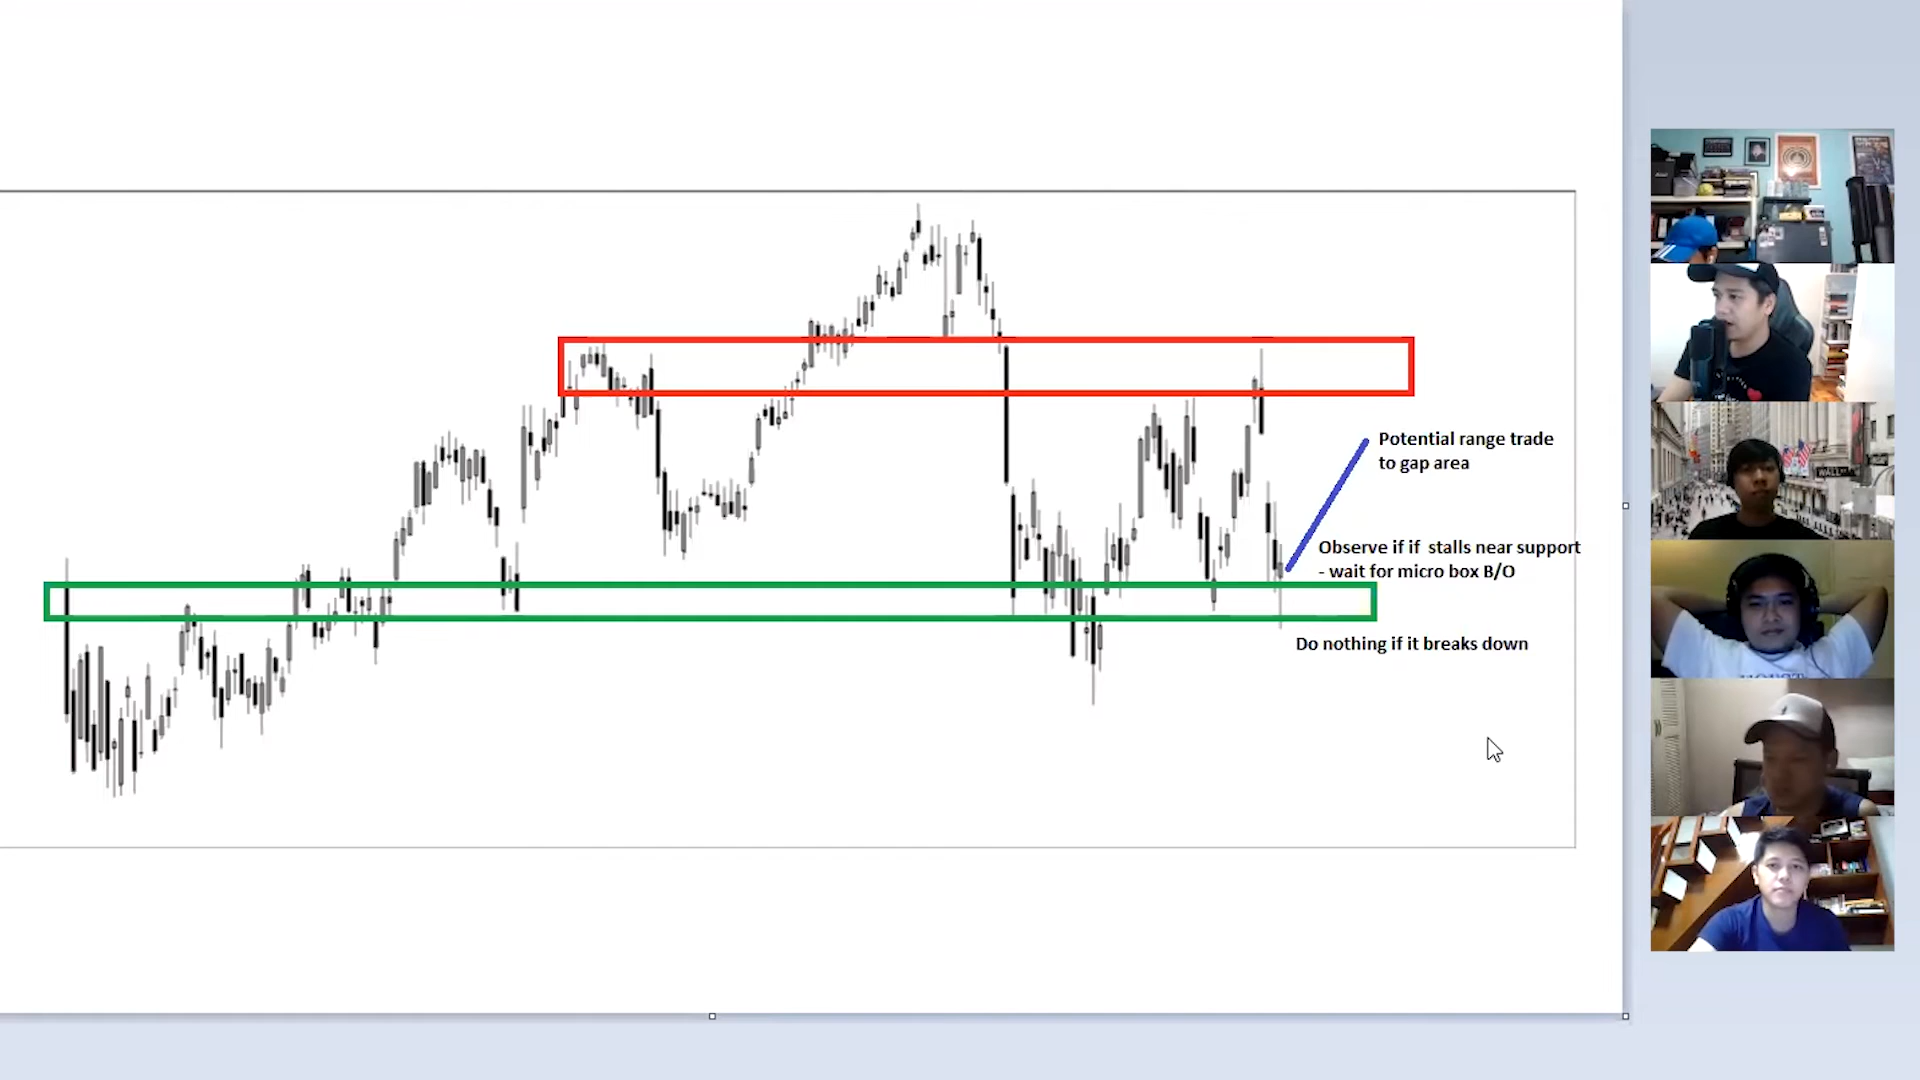 Potential range trade
to gap area
Observe if if  stalls near support
- wait for micro box B/O
Do nothing if it breaks down
WALL